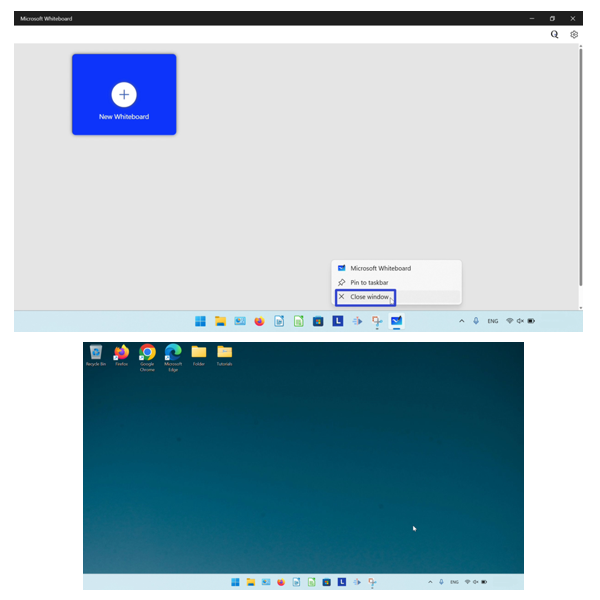 Microsoft Whiteboard
New Whiteboard
Microsoft Whiteboard
Pin to taskbar
Close window
L
ENG
Recycle Bin
Firefox
Google
Chrome
Microsoft
Edge
Folder
Tutorials
L
ENG